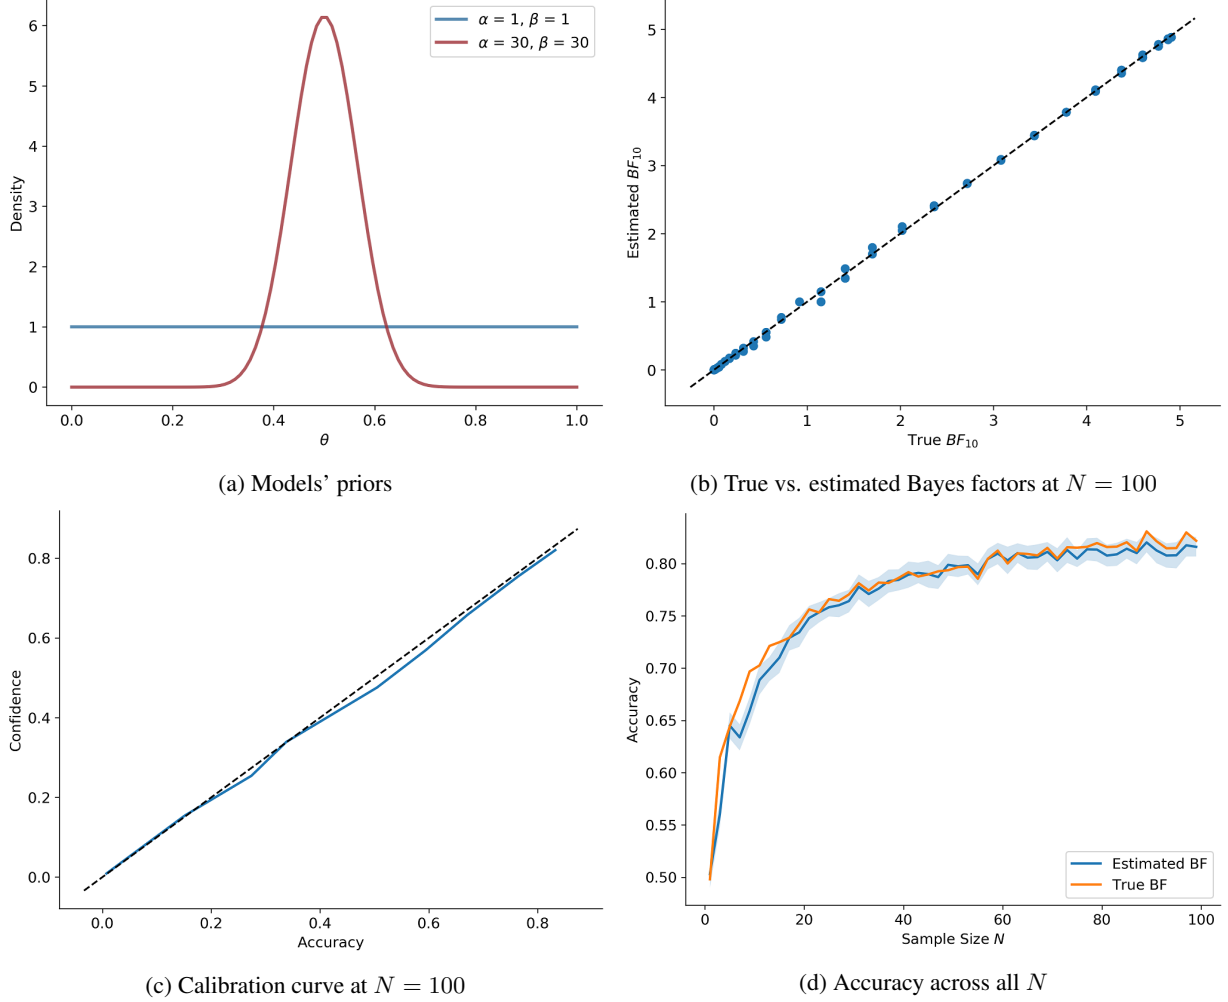 6
5
4
3
2
1
0
Density
0.0 0.2 0.4 0.6 0.8 1.0
θ
α = 1, β = 1
α = 30, β = 30
(a) Models' priors
5
4
3
2
1
0
Estimated BF₁₀
0 1 2 3 4 5
True BF₁₀
(b) True vs. estimated Bayes factors at N = 100
0.8
0.6
0.4
0.2
0.0
Confidence
0.0 0.2 0.4 0.6 0.8
Accuracy
(c) Calibration curve at N = 100
0.80
0.75
0.70
0.65
0.60
0.55
0.50
Accuracy
0 20 40 60 80 100
Sample Size N
Estimated BF
True BF
(d) Accuracy across all N